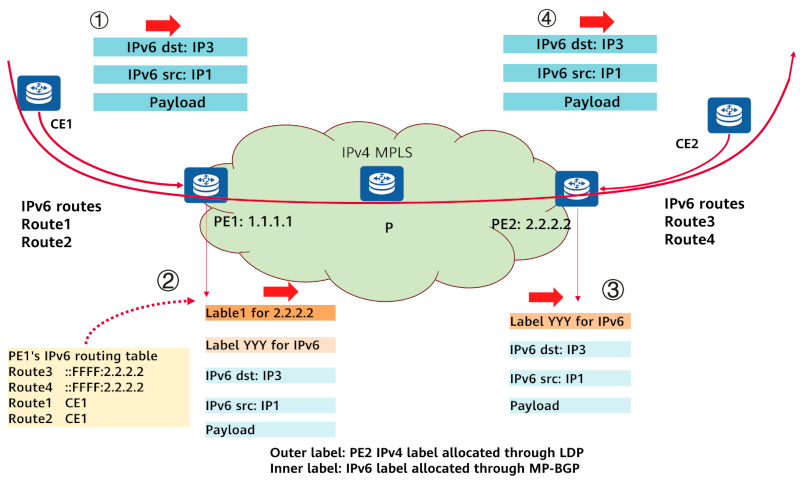 ①
IPv6 dst: IP3
IPv6 src: IP1
Payload
④
IPv6 dst: IP3
IPv6 src: IP1
Payload
CE1
CE2
IPv4 MPLS
IPv6 routes
Route1
Route2
PE1: 1.1.1.1
P
PE2: 2.2.2.2
IPv6 routes
Route3
Route4
②
Lable1 for 2.2.2.2
Label YYY for IPv6
IPv6 dst: IP3
IPv6 src: IP1
Payload
③
Label YYY for IPv6
IPv6 dst: IP3
IPv6 src: IP1
Payload
PE1's IPv6 routing table
Route3 ::FFFF:2.2.2.2
Route4 ::FFFF:2.2.2.2
Route1 CE1
Route2 CE1
Outer label: PE2 IPv4 label allocated through LDP
Inner label: IPv6 label allocated through MP-BGP